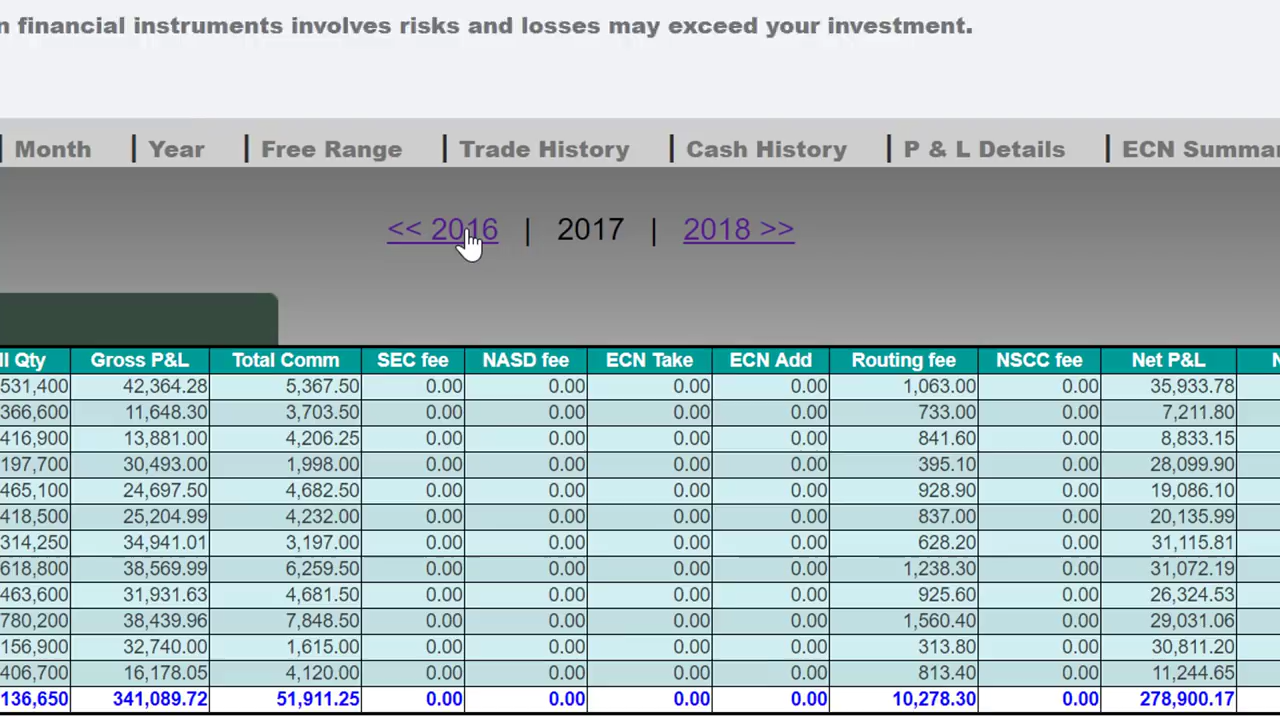 financial instruments involves risks and losses may exceed your investment.
| Month | Year | Free Range | Trade History | Cash History | P & L Details | ECN
<< 2016 | 2017 | 2018 >>
Qty Gross P&L Total Comm SEC fee NASD fee ECN Take ECN Add Routing fee NSCC fee Net P&L
531,400 42,364.28 5,367.50 0.00 0.00 0.00 0.00 1,063.00 0.00 35,933.78
366,600 11,648.30 3,703.50 0.00 0.00 0.00 0.00 733.00 0.00 7,211.80
416,900 13,881.00 4,206.25 0.00 0.00 0.00 0.00 841.60 0.00 8,833.15
197,700 30,493.00 1,998.00 0.00 0.00 0.00 0.00 395.10 0.00 28,099.90
465,100 24,697.50 4,682.50 0.00 0.00 0.00 0.00 928.90 0.00 19,086.10
418,500 25,204.99 4,232.00 0.00 0.00 0.00 0.00 837.00 0.00 20,135.99
314,250 34,941.01 3,197.00 0.00 0.00 0.00 0.00 628.20 0.00 31,115.81
618,800 38,569.99 6,259.50 0.00 0.00 0.00 0.00 1,238.30 0.00 31,072.19
463,600 31,931.63 4,681.50 0.00 0.00 0.00 0.00 925.60 0.00 26,324.53
780,200 38,439.96 7,848.50 0.00 0.00 0.00 0.00 1,560.40 0.00 29,031.06
156,900 32,740.00 1,615.00 0.00 0.00 0.00 0.00 313.80 0.00 30,811.20
406,700 16,178.05 4,120.00 0.00 0.00 0.00 0.00 813.40 0.00 11,244.65
136,650 341,089.72 51,911.25 0.00 0.00 0.00 0.00 10,278.30 0.00 278,900.17